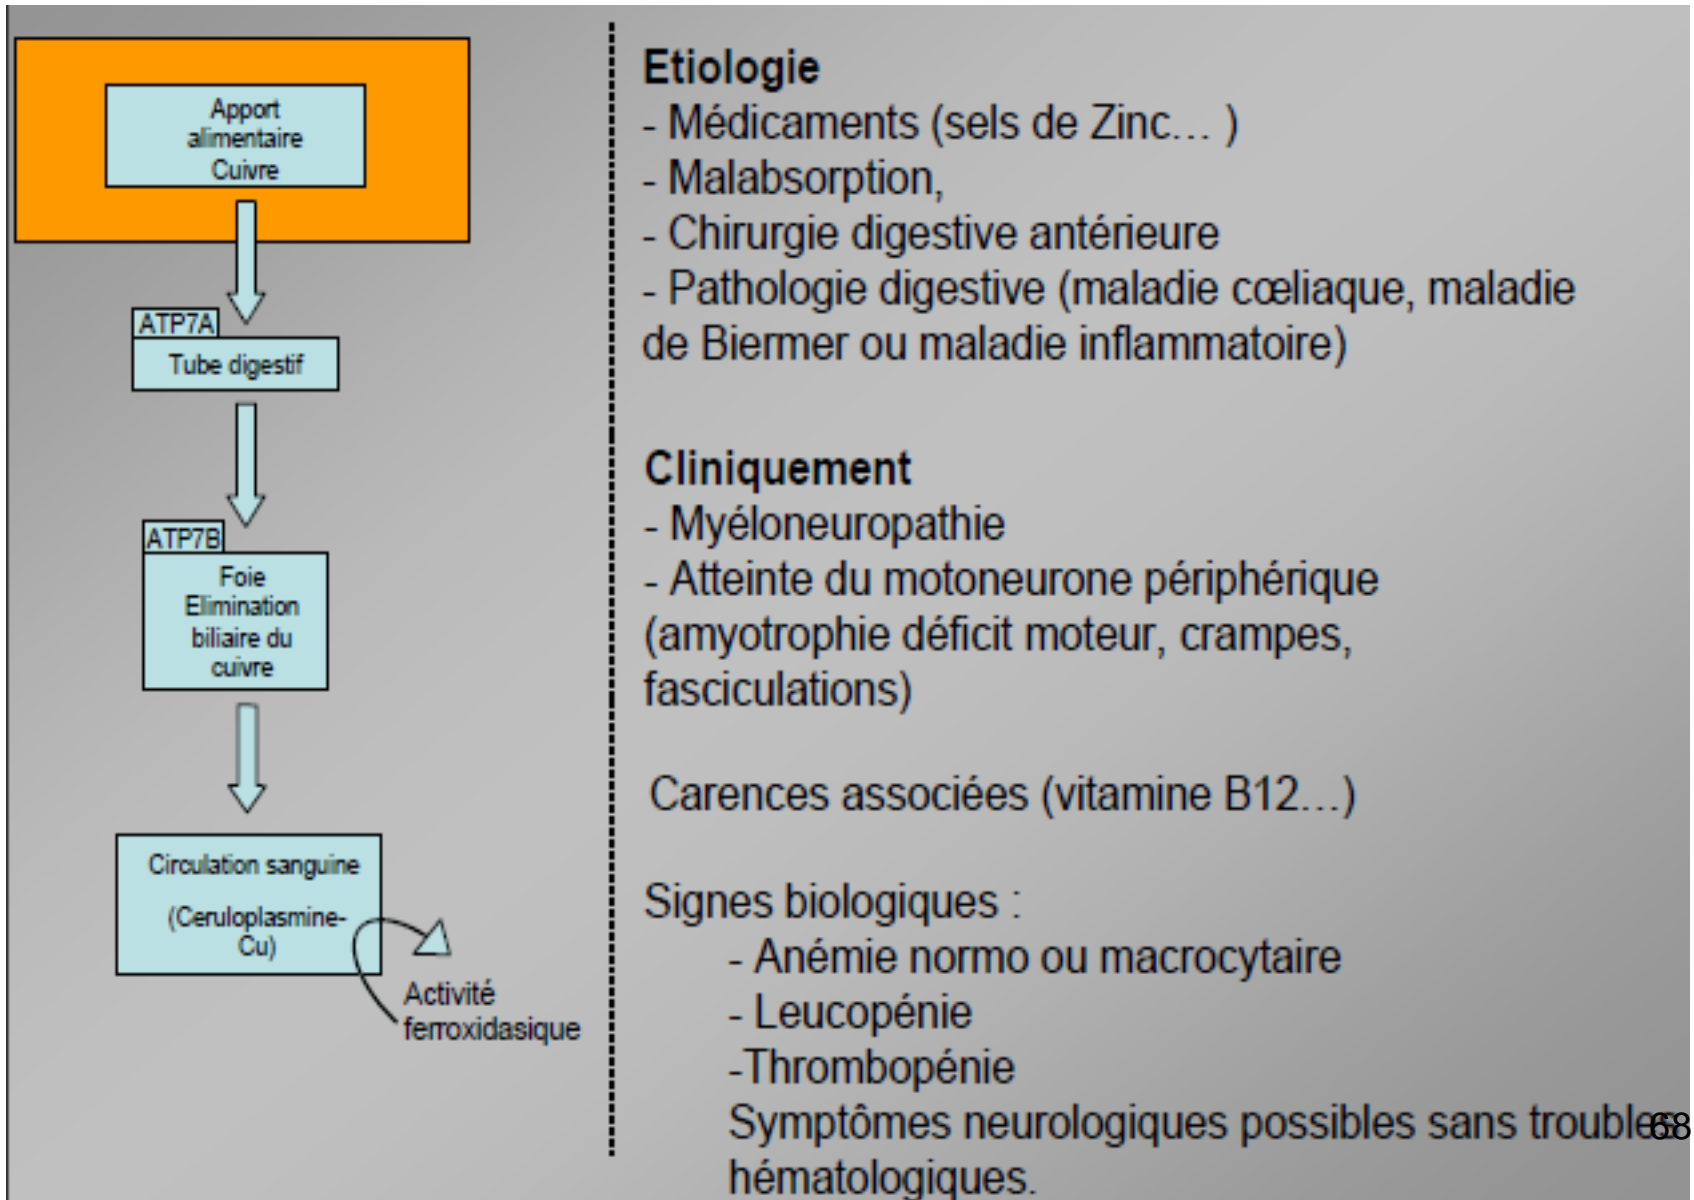 Apport
alimentaire
Cuivre
ATP7A
Tube digestif
ATP7B
Foie
Elimination
biliaire du
cuivre
Circulation sanguine
(Ceruloplasmine-
Cu)
Activité
ferroxidasique
Etiologie
- Médicaments (sels de Zinc... )
- Malabsorption,
- Chirurgie digestive antérieure
- Pathologie digestive (maladie cœliaque, maladie
de Biermer ou maladie inflammatoire)
Cliniquement
- Myéloneuropathie
- Atteinte du motoneurone périphérique
(amyotrophie déficit moteur, crampes,
fasciculations)
Carences associées (vitamine B12...)
Signes biologiques :
- Anémie normo ou macrocytaire
- Leucopénie
-Thrombopénie
Symptômes neurologiques possibles sans troubles
hématologiques.
68